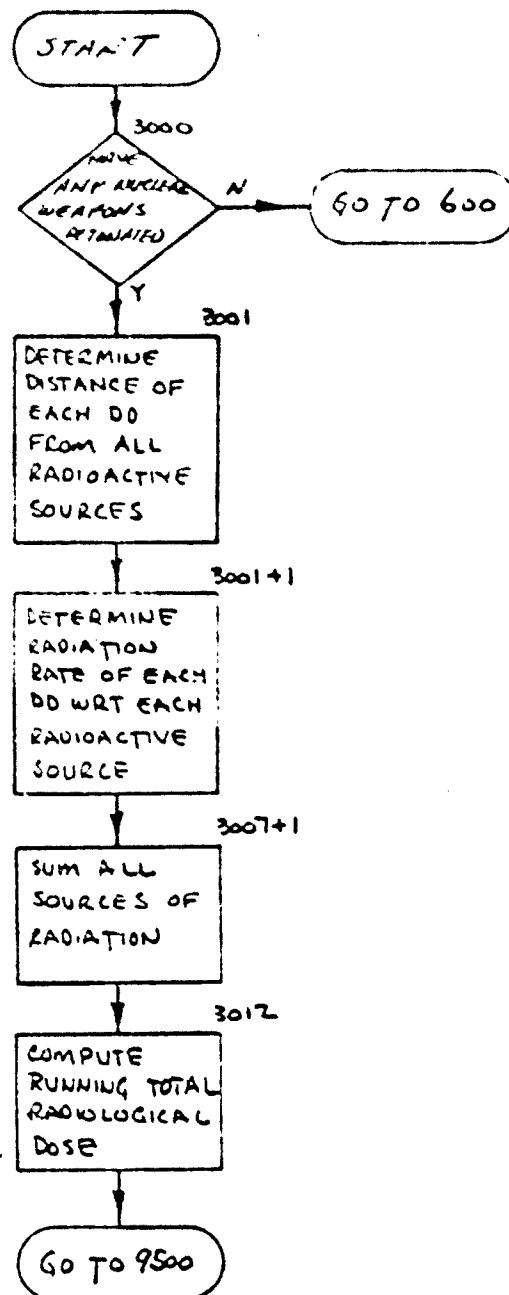 START
3000
HAVE
ANY NUCLEAR
WEAPONS
DETONATED
N
GO TO 600
Y
3001
DETERMINE
DISTANCE OF
EACH DO
FROM ALL
RADIOACTIVE
SOURCES
3001+1
DETERMINE
RADIATION
RATE OF EACH
DO WRT EACH
RADIOACTIVE
SOURCE
3007+1
SUM ALL
SOURCES OF
RADIATION
3012
COMPUTE
RUNNING TOTAL
RADIOLOGICAL
DOSE
GO TO 9500